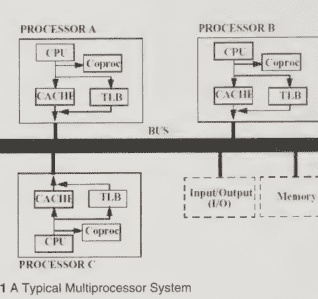 PROCESSOR A
CPU
Coproc
CACHE
TLB
PROCESSOR B
CPU
Coproc
CACHE
TLB
BUS
CACHE
TLB
CPU
Coproc
PROCESSOR C
Input/Output
(I/O)
Memory
1 A Typical Multiprocessor System